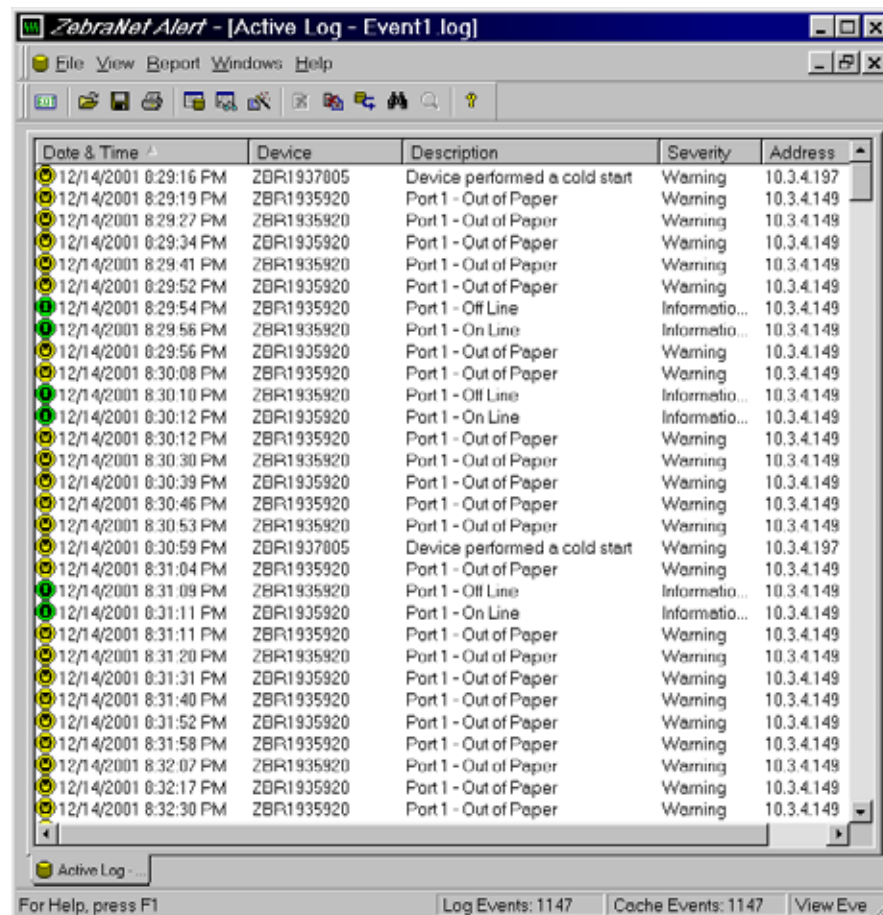 ZebraNet Alert - [Active Log - Event1.log]
File View Report Windows Help
Date & Time Device Description Severity Address
12/14/2001 8:29:16 PM ZBR1937805 Device performed a cold start Warning 10.3.4.197
12/14/2001 8:29:19 PM ZBR1935920 Port 1 - Out of Paper Warning 10.3.4.149
12/14/2001 8:29:27 PM ZBR1935920 Port 1 - Out of Paper Warning 10.3.4.149
12/14/2001 8:29:34 PM ZBR1935920 Port 1 - Out of Paper Warning 10.3.4.149
12/14/2001 8:29:41 PM ZBR1935920 Port 1 - Out of Paper Warning 10.3.4.149
12/14/2001 8:29:52 PM ZBR1935920 Port 1 - Out of Paper Warning 10.3.4.149
12/14/2001 8:29:54 PM ZBR1935920 Port 1 - Off Line Informatio... 10.3.4.149
12/14/2001 8:29:56 PM ZBR1935920 Port 1 - On Line Informatio... 10.3.4.149
12/14/2001 8:29:56 PM ZBR1935920 Port 1 - Out of Paper Warning 10.3.4.149
12/14/2001 8:30:08 PM ZBR1935920 Port 1 - Out of Paper Warning 10.3.4.149
12/14/2001 8:30:10 PM ZBR1935920 Port 1 - Off Line Informatio... 10.3.4.149
12/14/2001 8:30:12 PM ZBR1935920 Port 1 - On Line Informatio... 10.3.4.149
12/14/2001 8:30:12 PM ZBR1935920 Port 1 - Out of Paper Warning 10.3.4.149
12/14/2001 8:30:30 PM ZBR1935920 Port 1 - Out of Paper Warning 10.3.4.149
12/14/2001 8:30:39 PM ZBR1935920 Port 1 - Out of Paper Warning 10.3.4.149
12/14/2001 8:30:46 PM ZBR1935920 Port 1 - Out of Paper Warning 10.3.4.149
12/14/2001 8:30:53 PM ZBR1935920 Port 1 - Out of Paper Warning 10.3.4.149
12/14/2001 8:30:59 PM ZBR1937805 Device performed a cold start Warning 10.3.4.197
12/14/2001 8:31:04 PM ZBR1935920 Port 1 - Out of Paper Warning 10.3.4.149
12/14/2001 8:31:09 PM ZBR1935920 Port 1 - Off Line Informatio... 10.3.4.149
12/14/2001 8:31:11 PM ZBR1935920 Port 1 - On Line Informatio... 10.3.4.149
12/14/2001 8:31:11 PM ZBR1935920 Port 1 - Out of Paper Warning 10.3.4.149
12/14/2001 8:31:20 PM ZBR1935920 Port 1 - Out of Paper Warning 10.3.4.149
12/14/2001 8:31:31 PM ZBR1935920 Port 1 - Out of Paper Warning 10.3.4.149
12/14/2001 8:31:40 PM ZBR1935920 Port 1 - Out of Paper Warning 10.3.4.149
12/14/2001 8:31:52 PM ZBR1935920 Port 1 - Out of Paper Warning 10.3.4.149
12/14/2001 8:31:58 PM ZBR1935920 Port 1 - Out of Paper Warning 10.3.4.149
12/14/2001 8:32:07 PM ZBR1935920 Port 1 - Out of Paper Warning 10.3.4.149
12/14/2001 8:32:17 PM ZBR1935920 Port 1 - Out of Paper Warning 10.3.4.149
12/14/2001 8:32:30 PM ZBR1935920 Port 1 - Out of Paper Warning 10.3.4.149
Active Log - ...
For Help, press F1 Log Events: 1147 Cache Events: 1147 View Eve